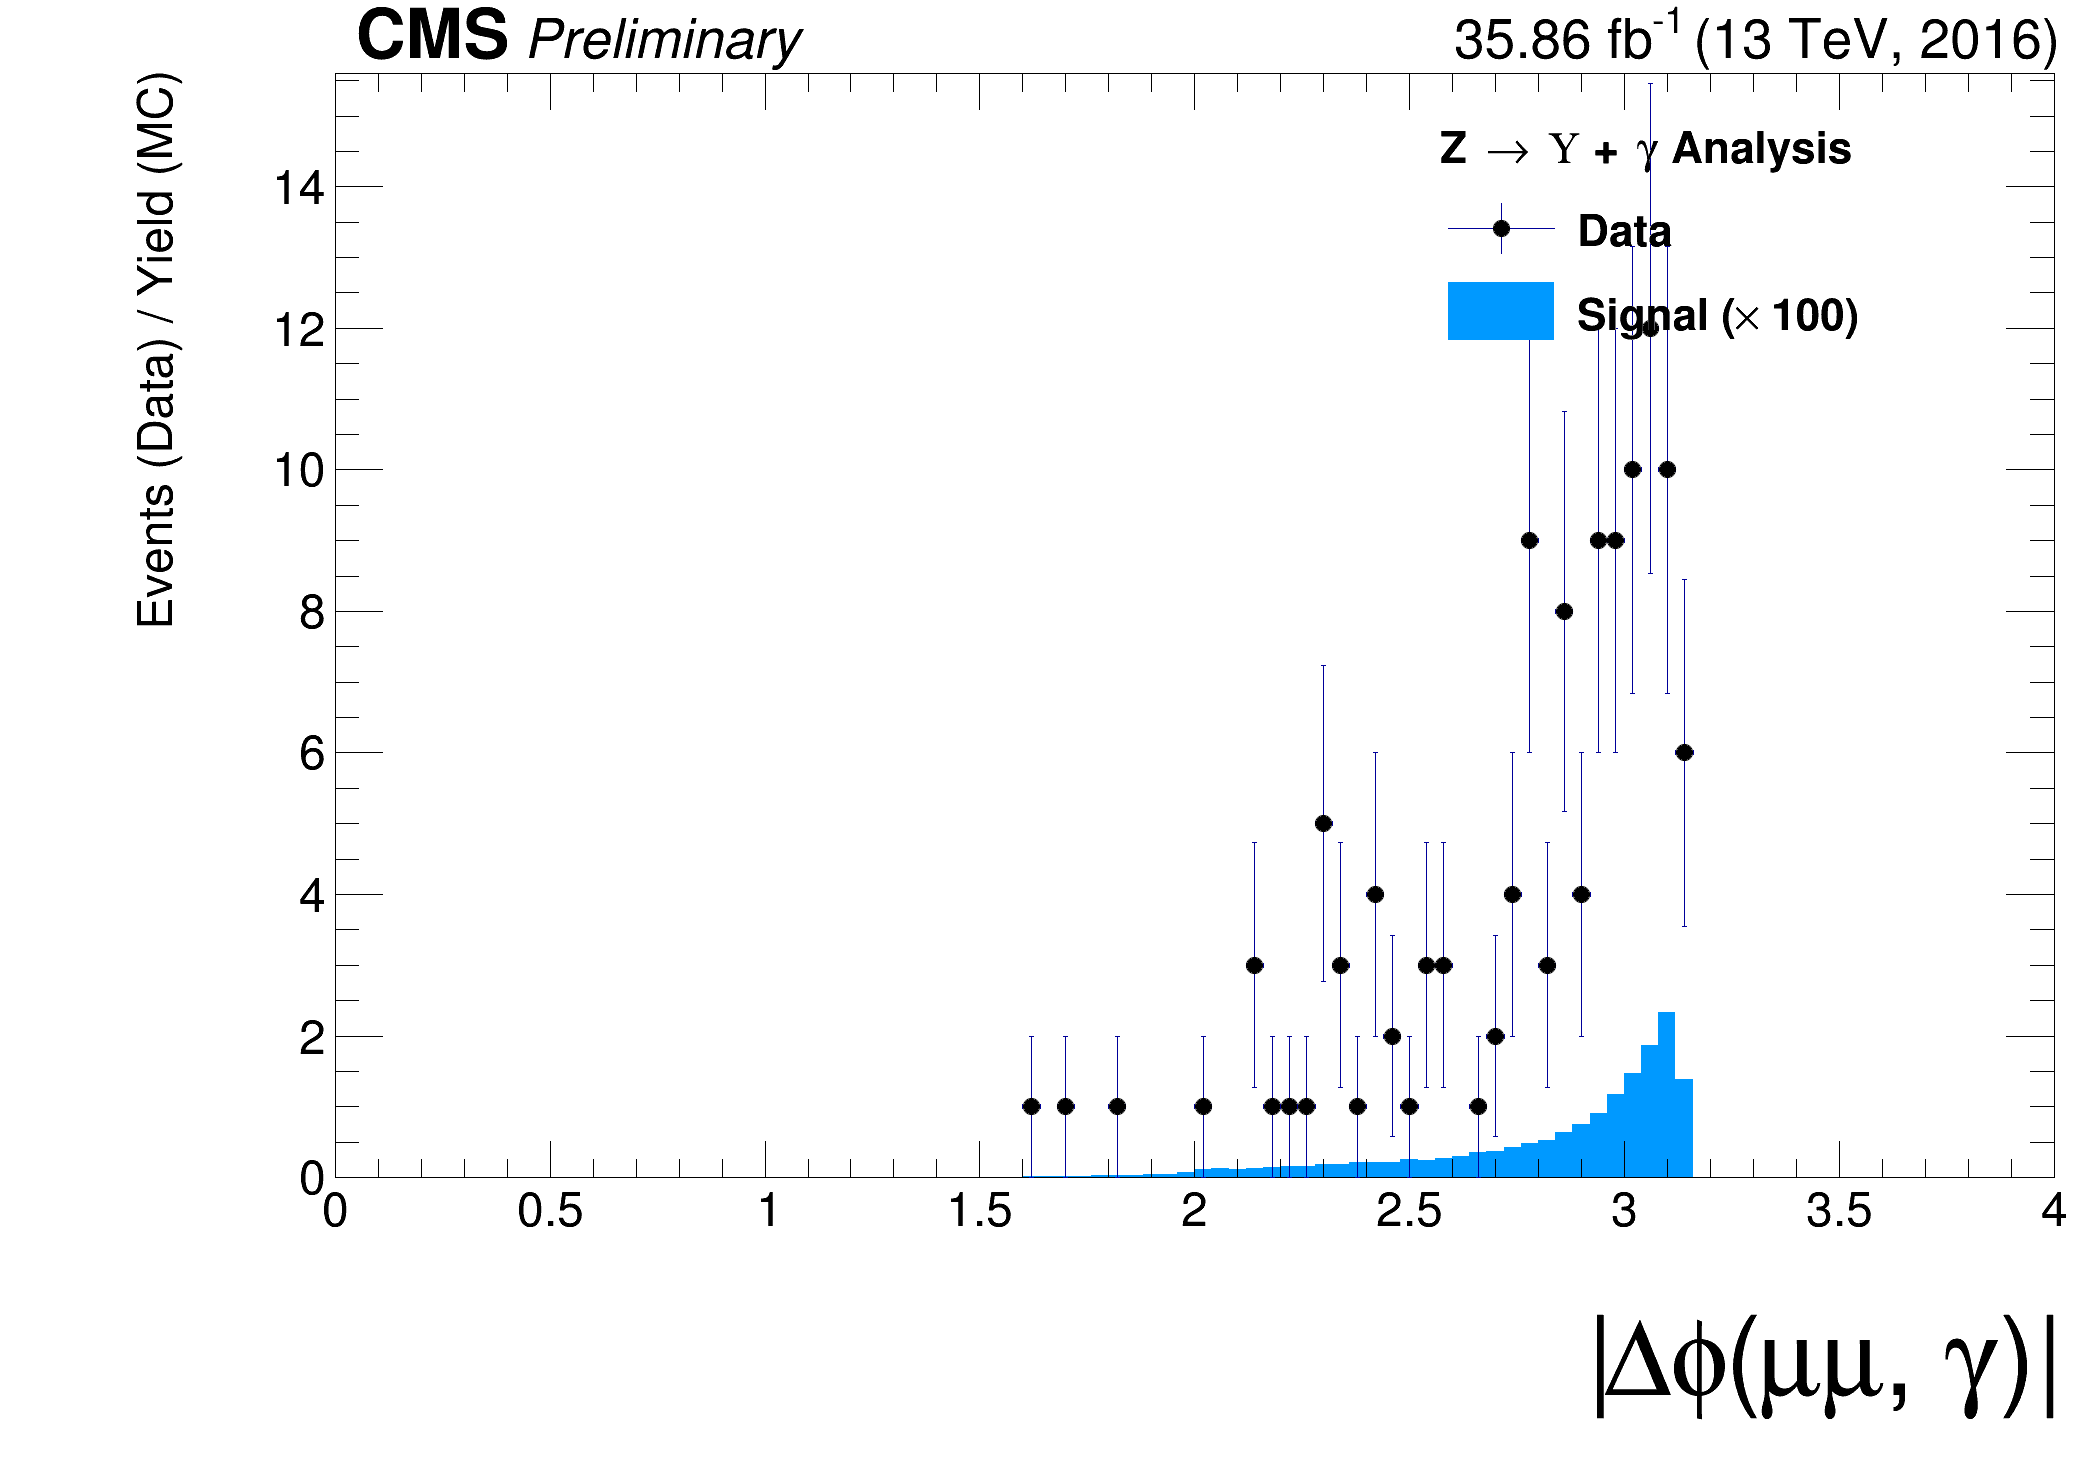 CMS Preliminary 35.86 fb⁻¹ (13 TeV, 2016)
Events (Data) / Yield (MC)
Z → Υ + γ Analysis
Data
Signal (× 100)
14
12
10
8
6
4
2
0
0 0.5 1 1.5 2 2.5 3 3.5 4
|Δϕ(μμ, γ)|